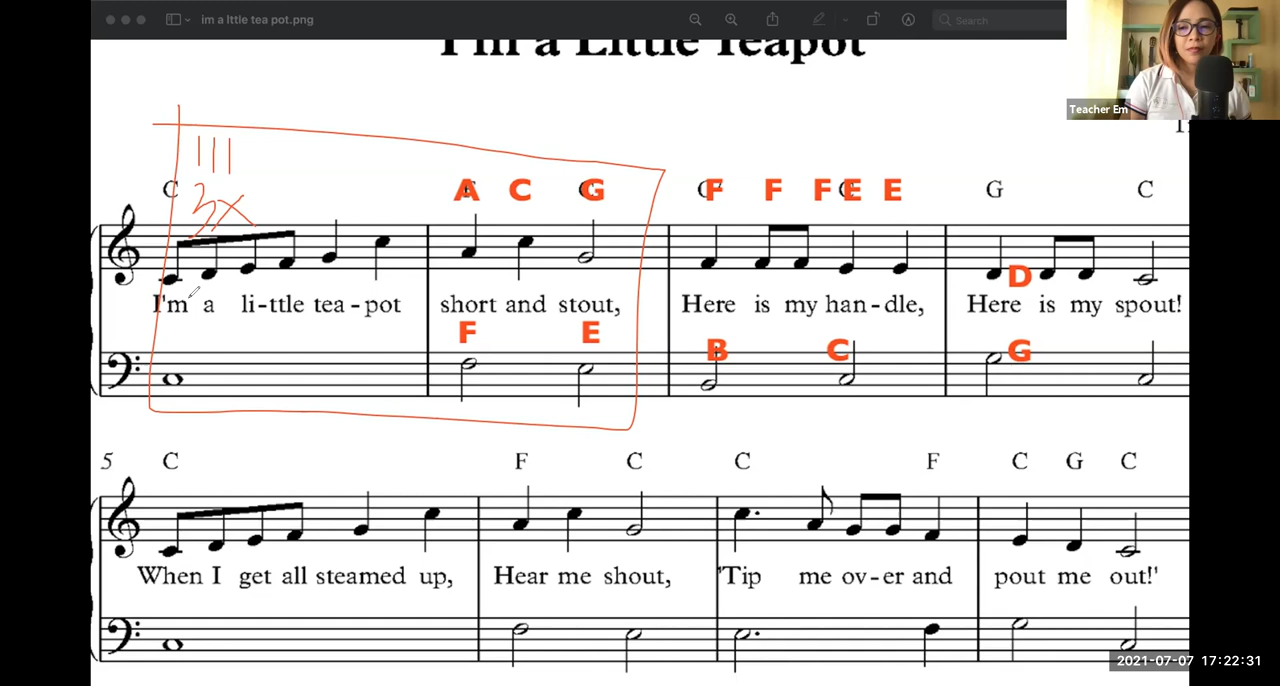 im a lttle tea pot.png
Search
Teacher Em
I'm a Little Teapot
3x
C A C G F F F E E G C
I'm a li-ttle tea-pot short and stout, Here is my han-dle, Here is my spout!
D
F E B C G
5 C F C C F C G C
When I get all steamed up, Hear me shout, 'Tip me ov-er and pout me out!'
2021-07-07 17:22:31